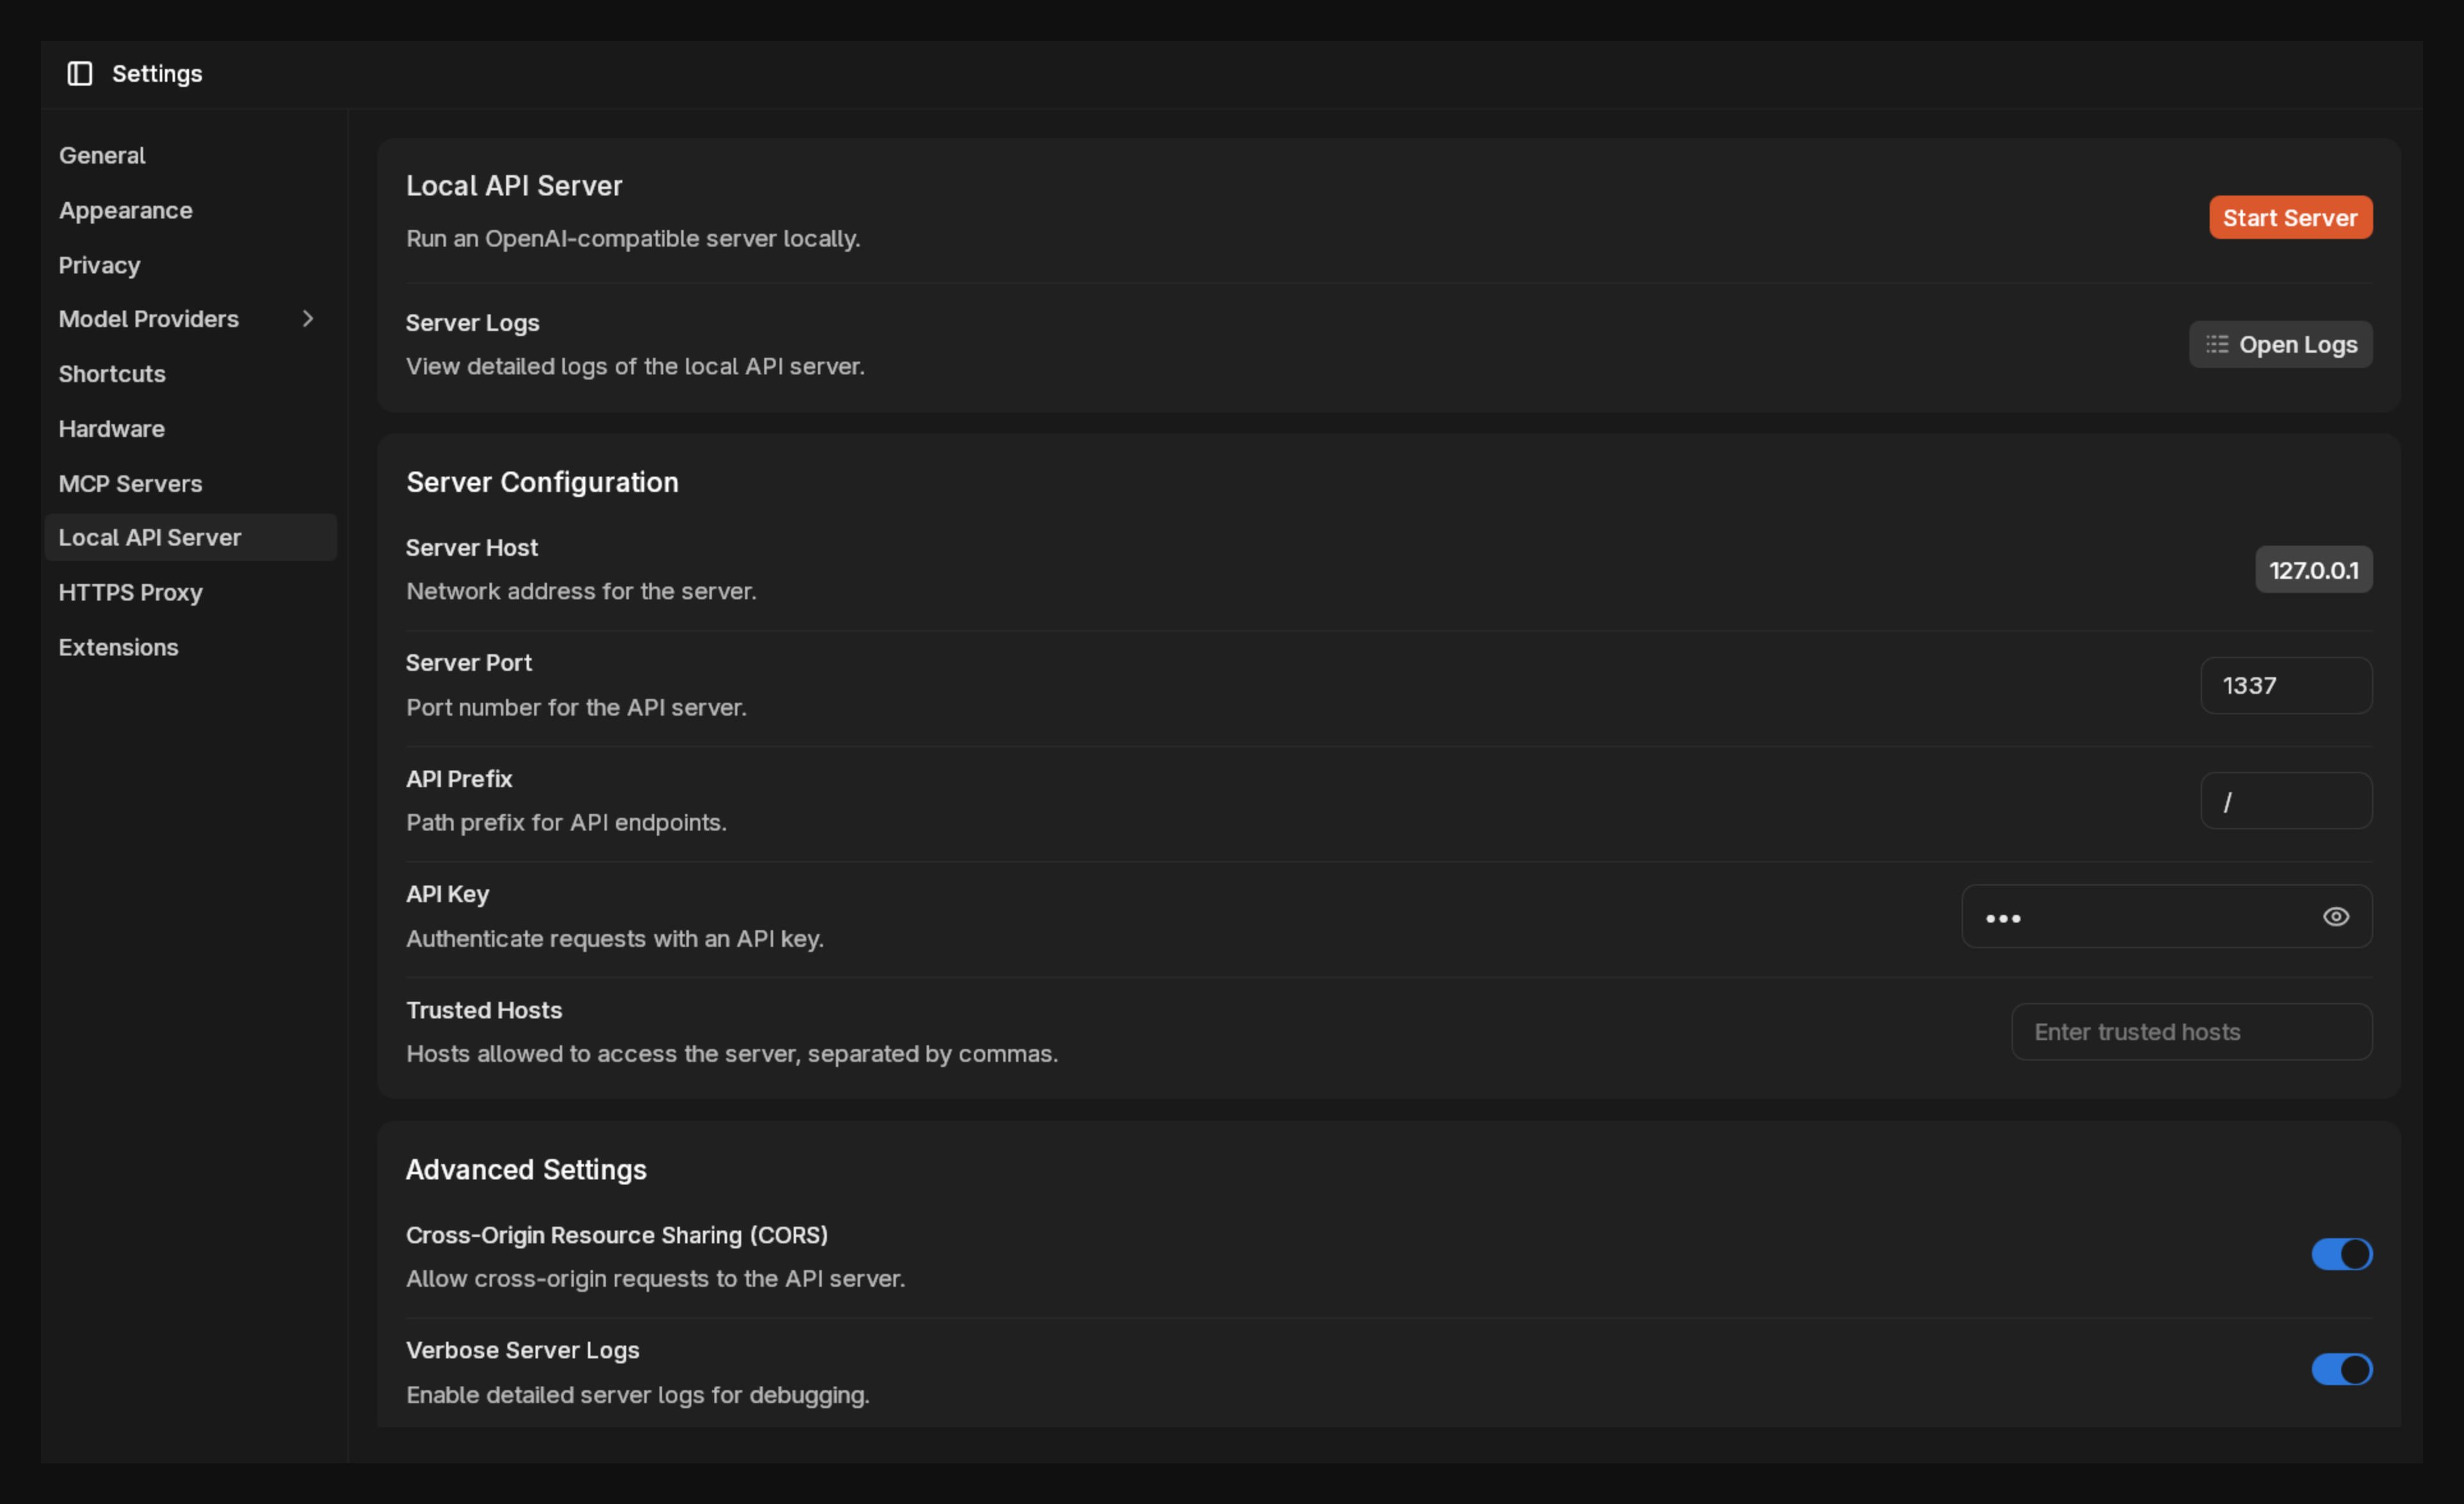 Settings
General
Appearance
Privacy
Model Providers
Shortcuts
Hardware
MCP Servers
Local API Server
HTTPS Proxy
Extensions
Local API Server
Run an OpenAI-compatible server locally.
Start Server
Server Logs
View detailed logs of the local API server.
Open Logs
Server Configuration
Server Host
Network address for the server.
127.0.0.1
Server Port
Port number for the API server.
1337
API Prefix
Path prefix for API endpoints.
/
API Key
Authenticate requests with an API key.
•••
Trusted Hosts
Hosts allowed to access the server, separated by commas.
Enter trusted hosts
Advanced Settings
Cross-Origin Resource Sharing (CORS)
Allow cross-origin requests to the API server.
Verbose Server Logs
Enable detailed server logs for debugging.